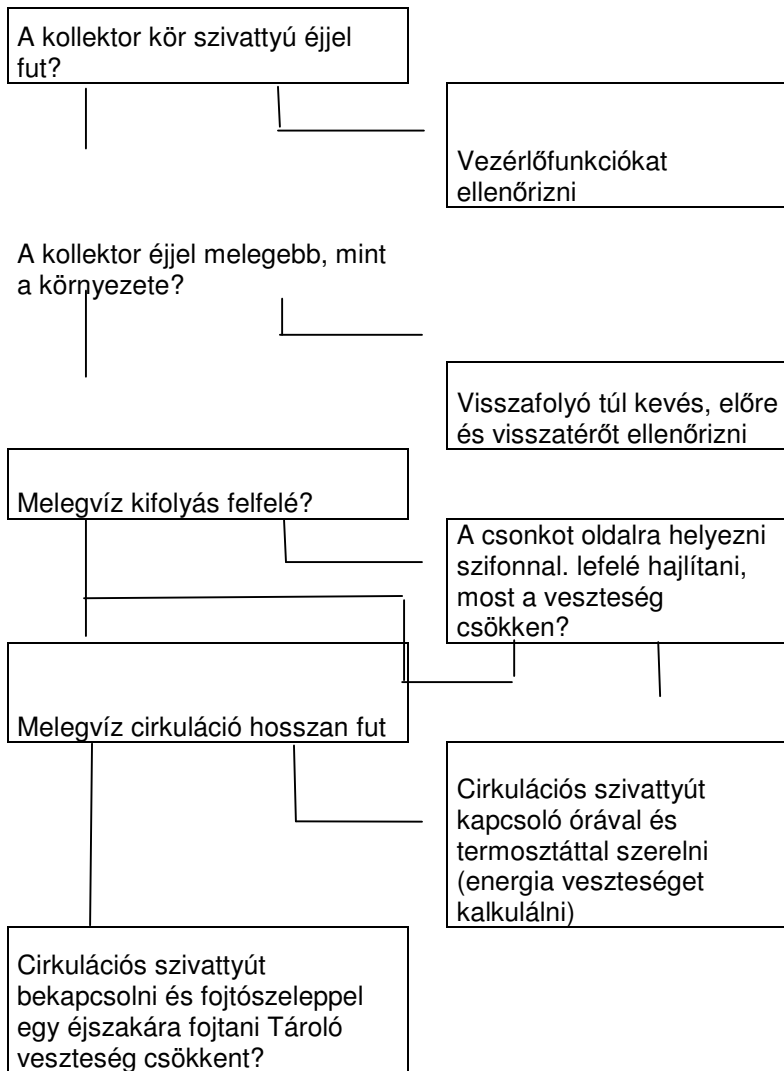 A kollektor kör szivattyú éjjel
fut?
Vezérlőfunkciókat
ellenőrizni
A kollektor éjjel melegebb, mint
a környezete?
Visszafolyó túl kevés, előre
és visszatérőt ellenőrizni
Melegvíz kifolyás felfelé?
A csonkot oldalra helyezni
szifonnal. lefelé hajlítani,
most a veszteség
csökken?
Melegvíz cirkuláció hosszan fut
Cirkulációs szivattyút
kapcsoló órával és
termosztáttal szerelni
(energia veszteséget
kalkulálni)
Cirkulációs szivattyút
bekapcsolni és fojtószeleppel
egy éjszakára fojtani Tároló
veszteség csökkent?